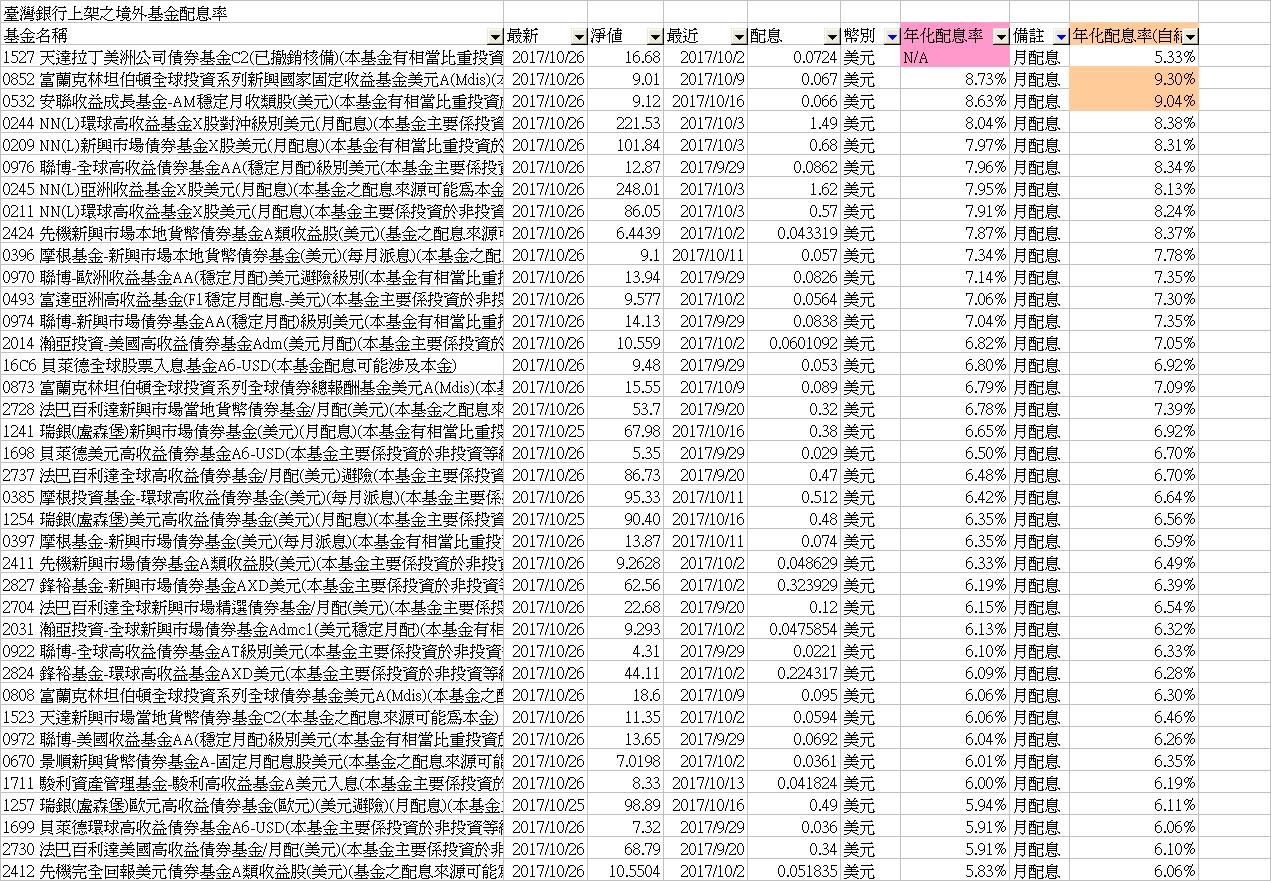 臺灣銀行上架之境外基金配息率
基金名稱 最新 淨值 最近 配息 幣別 年化配息率 備註 年化配息率(自
1527 天達拉丁美洲公司債券基金C2(已撤銷核備)(本基金有相當比重投資 2017/10/26 16.68 2017/10/2 0.0724 美元 N/A 月配息 5.33%
0852 富蘭克林坦伯頓全球投資系列新興國家固定收益基金美元A(Mdis)(本 2017/10/26 9.01 2017/10/9 0.067 美元 8.73% 月配息 9.30%
0532 安聯收益成長基金-AM穩定月收類股(美元)(本基金有相當比重投資 2017/10/26 9.12 2017/10/16 0.066 美元 8.63% 月配息 9.04%
0244 NN(L)環球高收益基金X股對沖級別美元(月配息)(本基金主要係投資 2017/10/26 221.53 2017/10/3 1.49 美元 8.04% 月配息 8.38%
0209 NN(L)新興市場債券基金X股美元(月配息)(本基金有相當比重投資於 2017/10/26 101.84 2017/10/3 0.68 美元 7.97% 月配息 8.31%
0976 聯博-全球高收益債券基金AA(穩定月配)級別美元(本基金主要係投資 2017/10/26 12.87 2017/9/29 0.0862 美元 7.96% 月配息 8.34%
0245 NN(L)亞洲收益基金X股美元(月配息)(本基金之配息來源可能為本金 2017/10/26 248.01 2017/10/3 1.62 美元 7.95% 月配息 8.13%
0211 NN(L)環球高收益基金X股美元(月配息)(本基金主要係投資於非投資 2017/10/26 86.05 2017/10/3 0.57 美元 7.91% 月配息 8.24%
2424 先機新興市場本地貨幣債券基金A類收益股(美元)(基金之配息來源可 2017/10/26 6.4439 2017/10/2 0.043319 美元 7.87% 月配息 8.37%
0396 摩根基金-新興市場本地貨幣債券基金(美元)(每月派息)(本基金之配 2017/10/26 9.1 2017/10/11 0.057 美元 7.34% 月配息 7.78%
0970 聯博-歐洲收益基金AA(穩定月配)美元避險級別(本基金有相當比重 2017/10/26 13.94 2017/9/29 0.0826 美元 7.14% 月配息 7.35%
0493 富達亞洲高收益基金(F1穩定月配息-美元)(本基金主要係投資於非投 2017/10/26 9.577 2017/10/2 0.0564 美元 7.06% 月配息 7.30%
0974 聯博-新興市場債券基金AA(穩定月配)級別美元(本基金有相當比重 2017/10/26 14.13 2017/9/29 0.0838 美元 7.04% 月配息 7.35%
2014 瀚亞投資-美國高收益債券基金Adm(美元月配)(本基金主要係投資於 2017/10/26 10.559 2017/10/2 0.0601092 美元 6.82% 月配息 7.05%
16C6 貝萊德全球股票入息基金A6-USD(本基金配息可能涉及本金) 2017/10/26 9.48 2017/9/29 0.053 美元 6.80% 月配息 6.92%
0873 富蘭克林坦伯頓全球投資系列全球債券總報酬基金美元A(Mdis)(本 2017/10/26 15.55 2017/10/9 0.089 美元 6.79% 月配息 7.09%
2728 法巴百利達新興市場當地貨幣債券基金/月配(美元)(本基金之配息來 2017/10/26 53.7 2017/9/20 0.32 美元 6.78% 月配息 7.39%
1241 瑞銀(盧森堡)新興市場債券基金(美元)(月配息)(本基金有相當比重投 2017/10/25 67.98 2017/10/16 0.38 美元 6.65% 月配息 6.92%
1698 貝萊德美元高收益債券基金A6-USD(本基金主要係投資於非投資等 2017/10/26 5.35 2017/9/29 0.029 美元 6.50% 月配息 6.70%
2737 法巴百利達全球高收益債券基金/月配(美元)避險(本基金主要係投資 2017/10/26 86.73 2017/9/20 0.47 美元 6.48% 月配息 6.70%
0385 摩根投資基金-環球高收益債券基金(美元)(每月派息)(本基金主要係 2017/10/26 95.33 2017/10/11 0.512 美元 6.42% 月配息 6.64%
1254 瑞銀(盧森堡)美元高收益債券基金(美元)(月配息)(本基金主要係投資 2017/10/25 90.40 2017/10/16 0.48 美元 6.35% 月配息 6.56%
0397 摩根基金-新興市場債券基金(美元)(每月派息)(本基金有相當比重投 2017/10/26 13.87 2017/10/11 0.074 美元 6.35% 月配息 6.59%
2411 先機新興市場債券基金A類收益股(美元)(本基金主要係投資於非投資 2017/10/26 9.2628 2017/10/2 0.048629 美元 6.33% 月配息 6.49%
2827 鋒裕基金-新興市場債券基金AXD美元(本基金主要係投資於非投資 2017/10/26 62.56 2017/10/2 0.323929 美元 6.19% 月配息 6.39%
2704 法巴百利達全球新興市場精選債券基金/月配(美元)(本基金主要係投 2017/10/26 22.68 2017/9/20 0.12 美元 6.15% 月配息 6.54%
2031 瀚亞投資-全球新興市場債券基金Admc1(美元穩定月配)(本基金有相 2017/10/26 9.293 2017/10/2 0.0475854 美元 6.13% 月配息 6.32%
0922 聯博-全球高收益債券基金AT級別美元(本基金主要係投資於非投資 2017/10/26 4.31 2017/9/29 0.0221 美元 6.10% 月配息 6.33%
2824 鋒裕基金-環球高收益基金AXD美元(本基金主要係投資於非投資等 2017/10/26 44.11 2017/10/2 0.224317 美元 6.09% 月配息 6.28%
0808 富蘭克林坦伯頓全球投資系列全球債券基金美元A(Mdis)(本基金之配 2017/10/26 18.6 2017/10/9 0.095 美元 6.06% 月配息 6.30%
1523 天達新興市場當地貨幣債券基金C2(本基金之配息來源可能為本金) 2017/10/26 11.35 2017/10/2 0.0594 美元 6.06% 月配息 6.46%
0972 聯博-美國收益基金AA(穩定月配)級別美元(本基金有相當比重投資 2017/10/26 13.65 2017/9/29 0.0692 美元 6.04% 月配息 6.26%
0670 景順新興貨幣債券基金A-固定月配息股美元(本基金之配息來源可能 2017/10/26 7.0198 2017/10/2 0.0361 美元 6.01% 月配息 6.35%
1711 駿利資產管理基金-駿利高收益基金A美元入息(本基金主要係投資於 2017/10/26 8.33 2017/10/13 0.041824 美元 6.00% 月配息 6.19%
1257 瑞銀(盧森堡)歐元高收益債券基金(歐元)(美元避險)(月配息)(本基金 2017/10/25 98.89 2017/10/16 0.49 美元 5.94% 月配息 6.11%
1699 貝萊德環球高收益債券基金A6-USD(本基金主要係投資於非投資等 2017/10/26 7.32 2017/9/29 0.036 美元 5.91% 月配息 6.06%
2730 法巴百利達美國高收益債券基金/月配(美元)(本基金主要係投資於非 2017/10/26 68.79 2017/9/20 0.34 美元 5.91% 月配息 6.10%
2412 先機完全回報美元債券基金A類收益股(美元)(基金之配息來源可能 2017/10/26 10.5504 2017/10/2 0.051835 美元 5.83% 月配息 6.06%